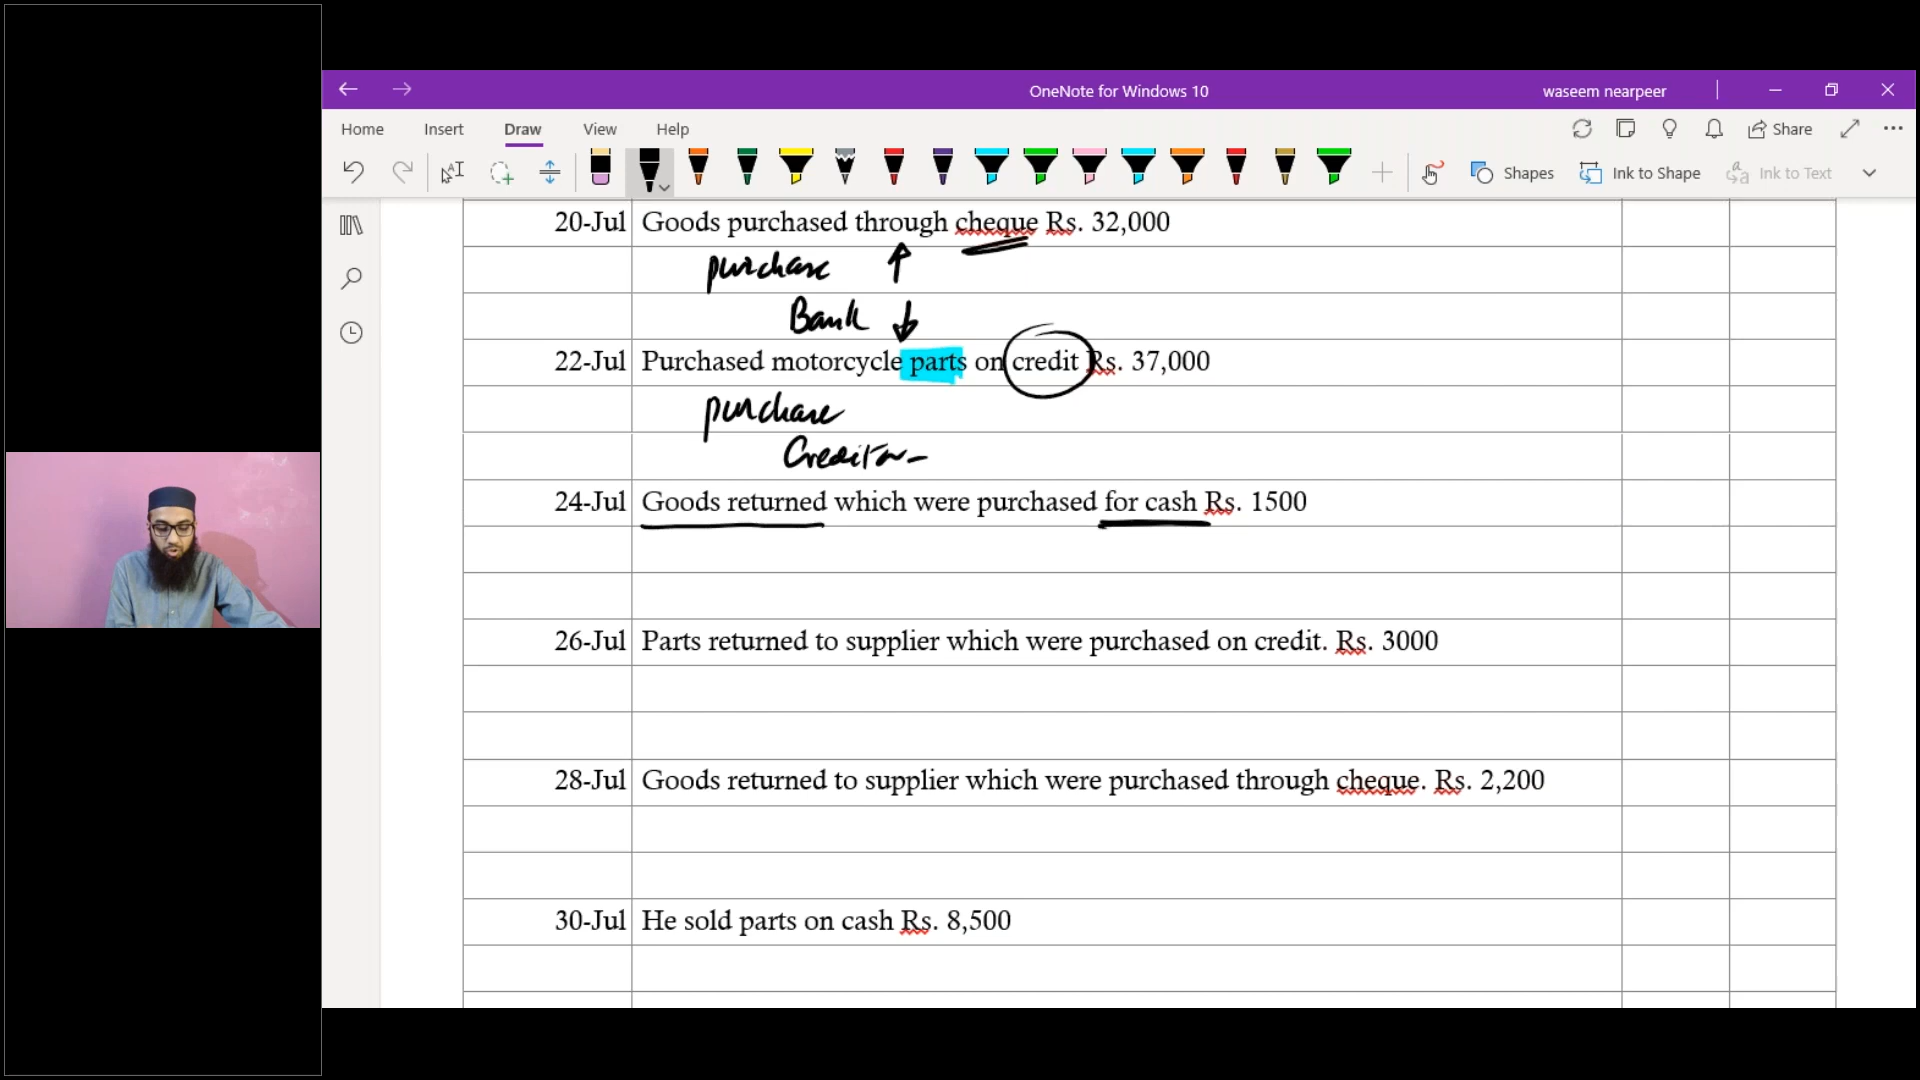 OneNote for Windows 10
waseem nearpeer
Home Insert Draw View Help
Share
Shapes
Ink to Shape
Ink to Text
20-Jul Goods purchased through cheque Rs. 32,000
purchase
Bank
22-Jul Purchased motorcycle parts on credit Rs. 37,000
purchase
Creditor
24-Jul Goods returned which were purchased for cash Rs. 1500
26-Jul Parts returned to supplier which were purchased on credit. Rs. 3000
28-Jul Goods returned to supplier which were purchased through cheque. Rs. 2,200
30-Jul He sold parts on cash Rs. 8,500